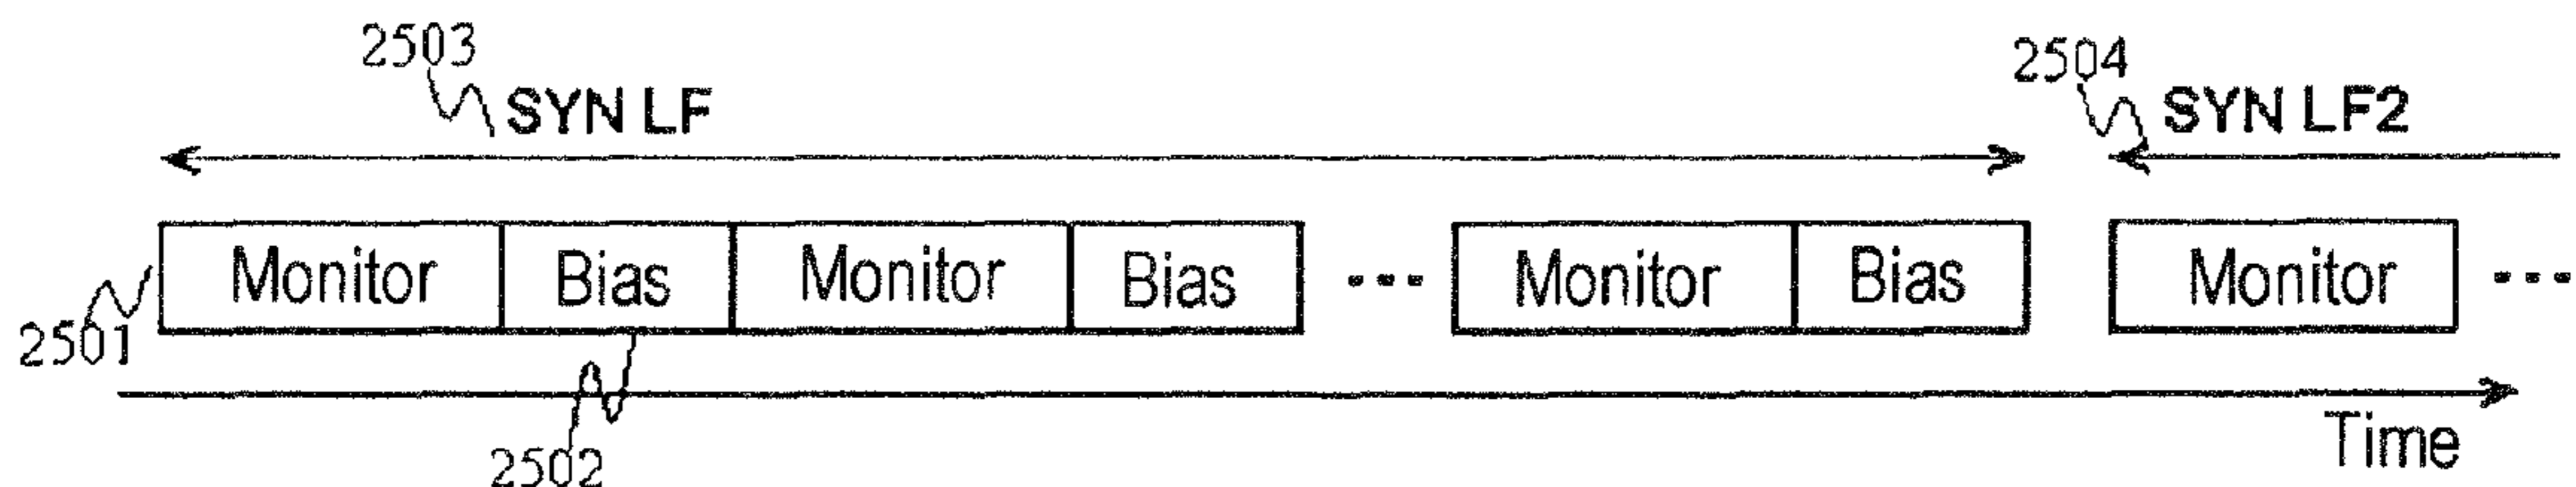 2503
2504
SYN LF
SYN LF2
Monitor Bias Monitor Bias ... Monitor Bias Monitor ...
2501
2502
Time